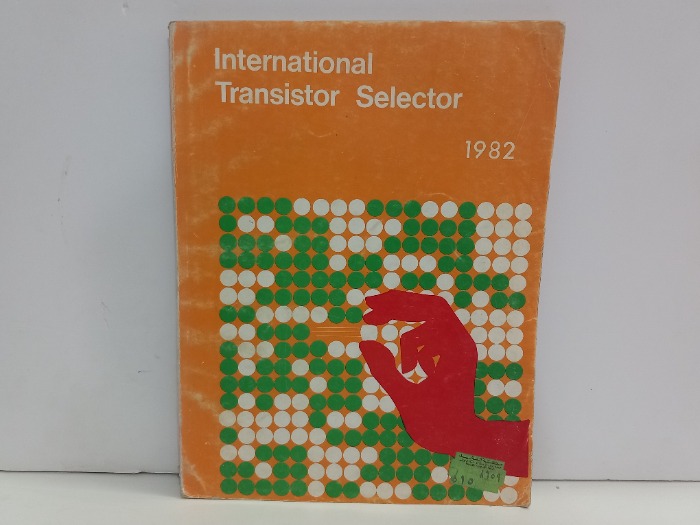 International
Transistor Selector
1982